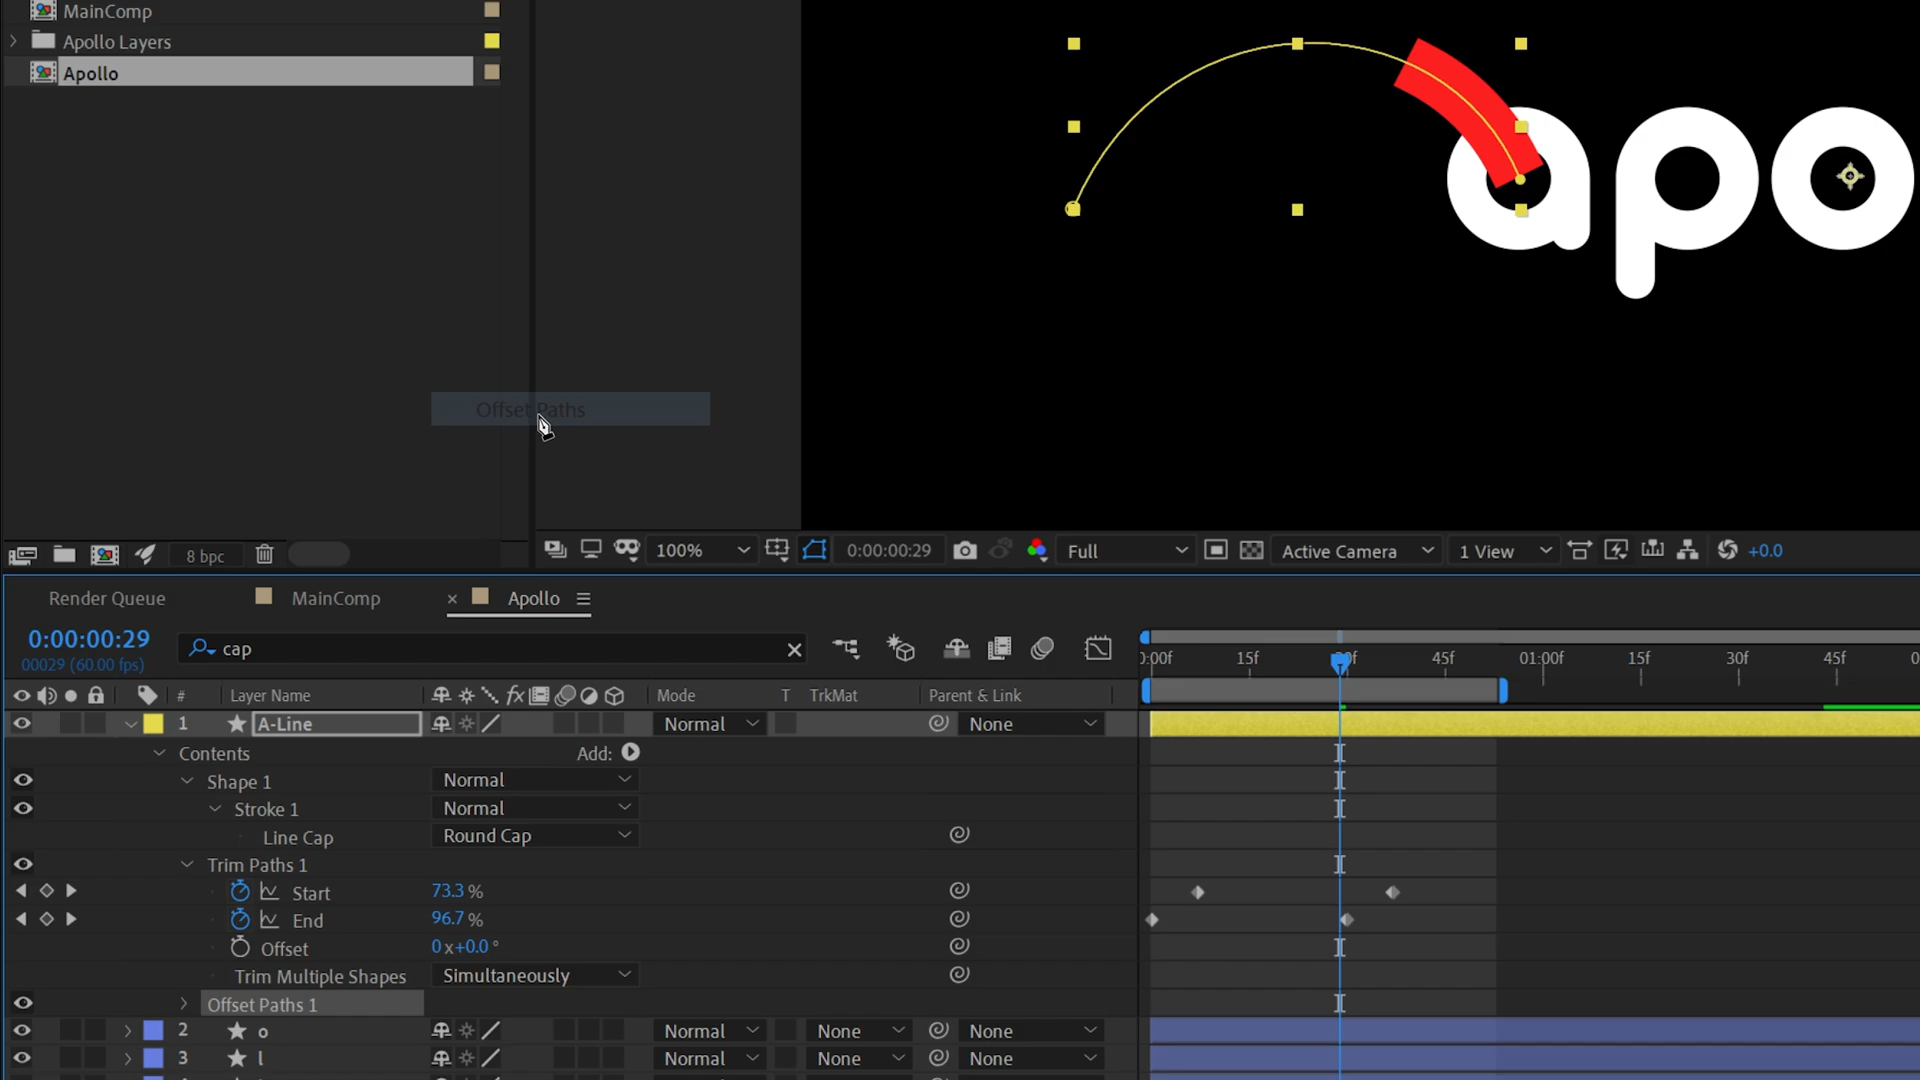 MainComp
Apollo Layers
Apollo
apo
Offset Paths
8 bpc
100%
0:00:00:29
Full
Active Camera
1 View
+0.0
Render Queue
MainComp
× Apollo
0:00:00:29
00029 (60.00 fps)
cap
:00f 15f 30f 45f 01:00f 15f 30f 45f 0
# Layer Name fx Mode T TrkMat Parent & Link
1 A-Line Normal None
Contents Add:
Shape 1 Normal
Stroke 1 Normal
Line Cap Round Cap
Trim Paths 1
Start 73.3 %
End 96.7 %
Offset 0 x+0.0 °
Trim Multiple Shapes Simultaneously
Offset Paths 1
2 o Normal None None
3 l Normal None None